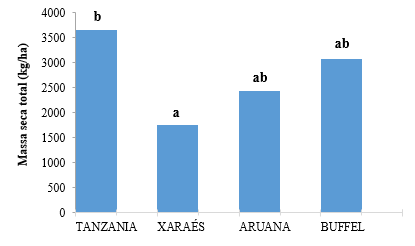 4000
3500
3000
2500
2000
1500
1000
500
0
Massa seca total (kg/ha)
b
a
ab
ab
TANZANIA XARAÉS ARUANA BUFFEL